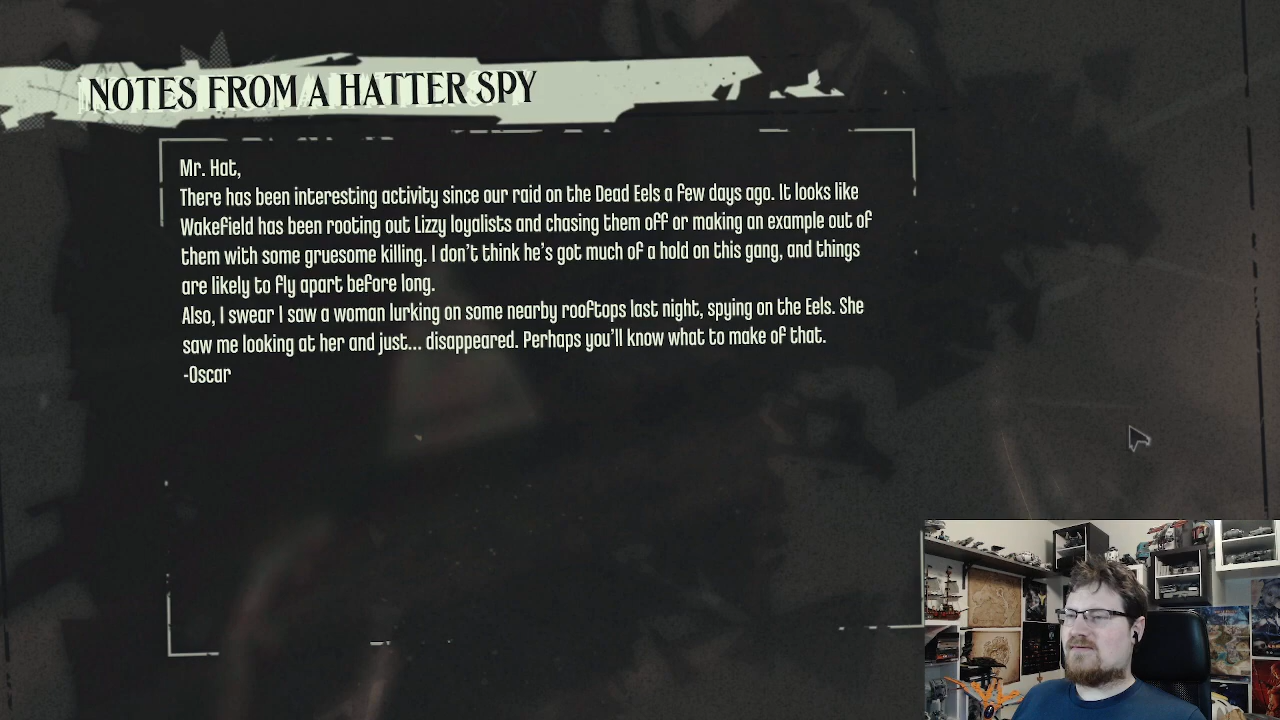 NOTES FROM A HATTER SPY
Mr. Hat,
There has been interesting activity since our raid on the Dead Eels a few days ago. It looks like
Wakefield has been rooting out Lizzy loyalists and chasing them off or making an example out of
them with some gruesome killing. I don't think he's got much of a hold on this gang, and things
are likely to fly apart before long.
Also, I swear I saw a woman lurking on some nearby rooftops last night, spying on the Eels. She
saw me looking at her and just... disappeared. Perhaps you'll know what to make of that.
-Oscar